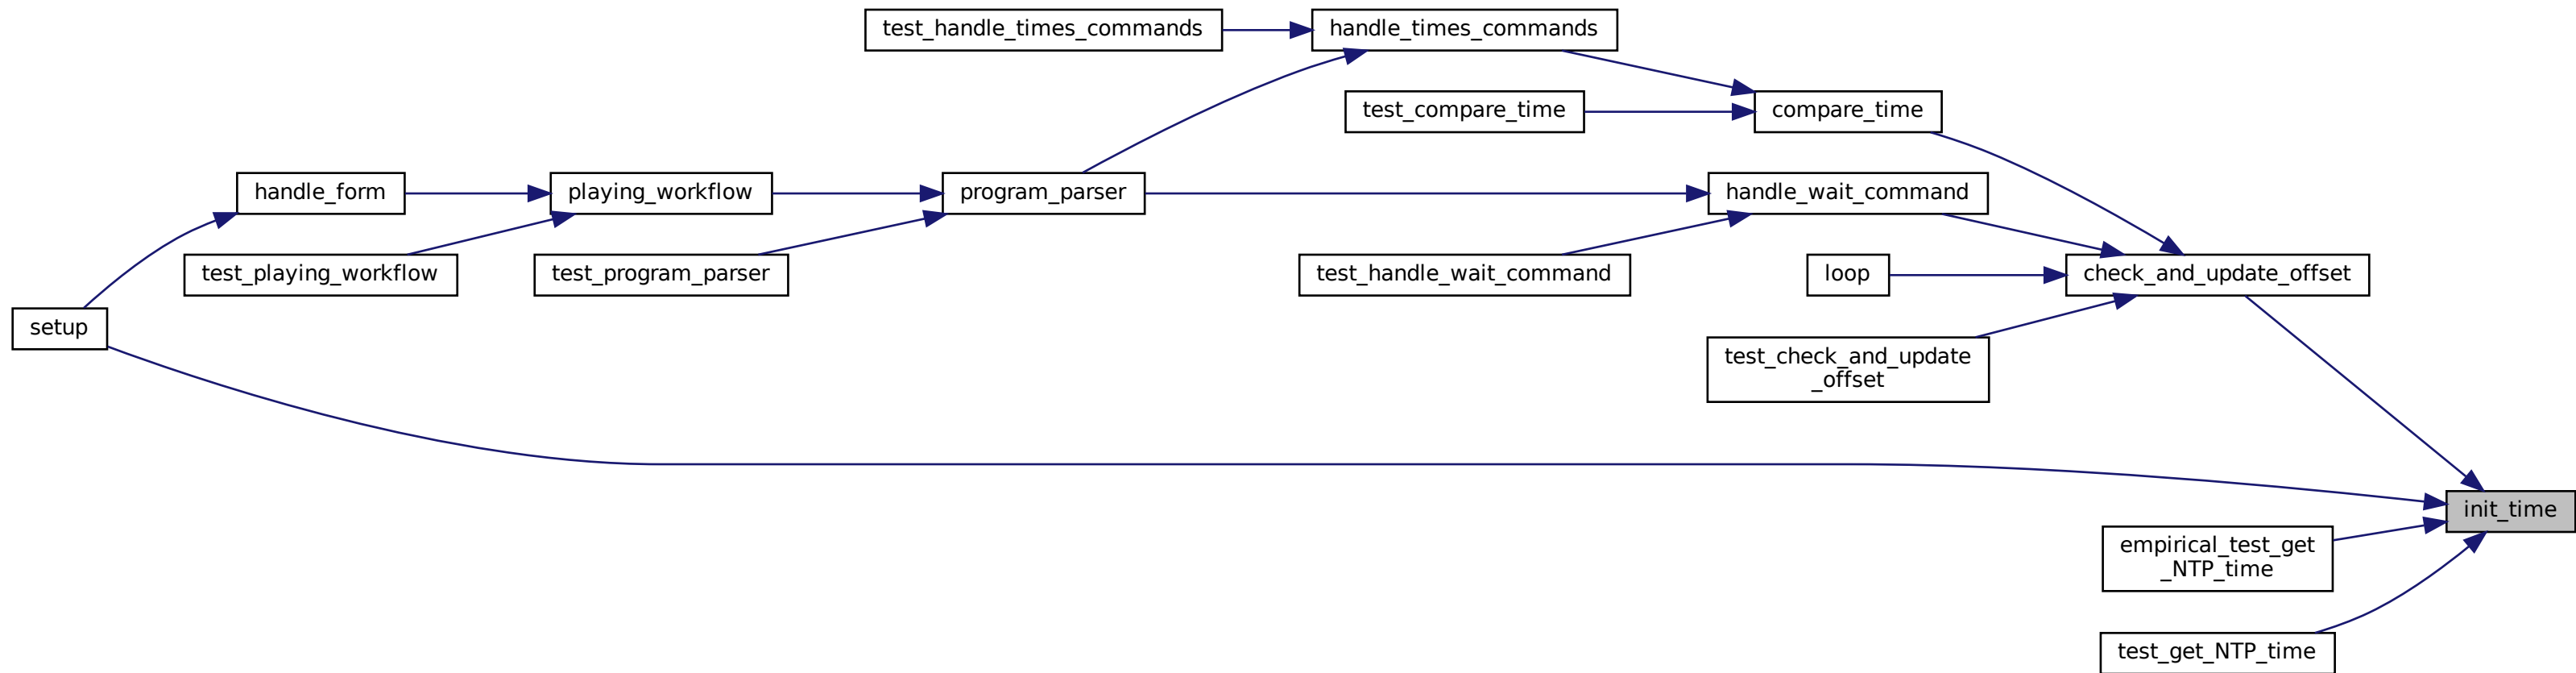 test_handle_times_commands
handle_times_commands
test_compare_time
compare_time
handle_form
playing_workflow
program_parser
handle_wait_command
test_playing_workflow
test_program_parser
test_handle_wait_command
loop
check_and_update_offset
setup
test_check_and_update
_offset
init_time
empirical_test_get
_NTP_time
test_get_NTP_time